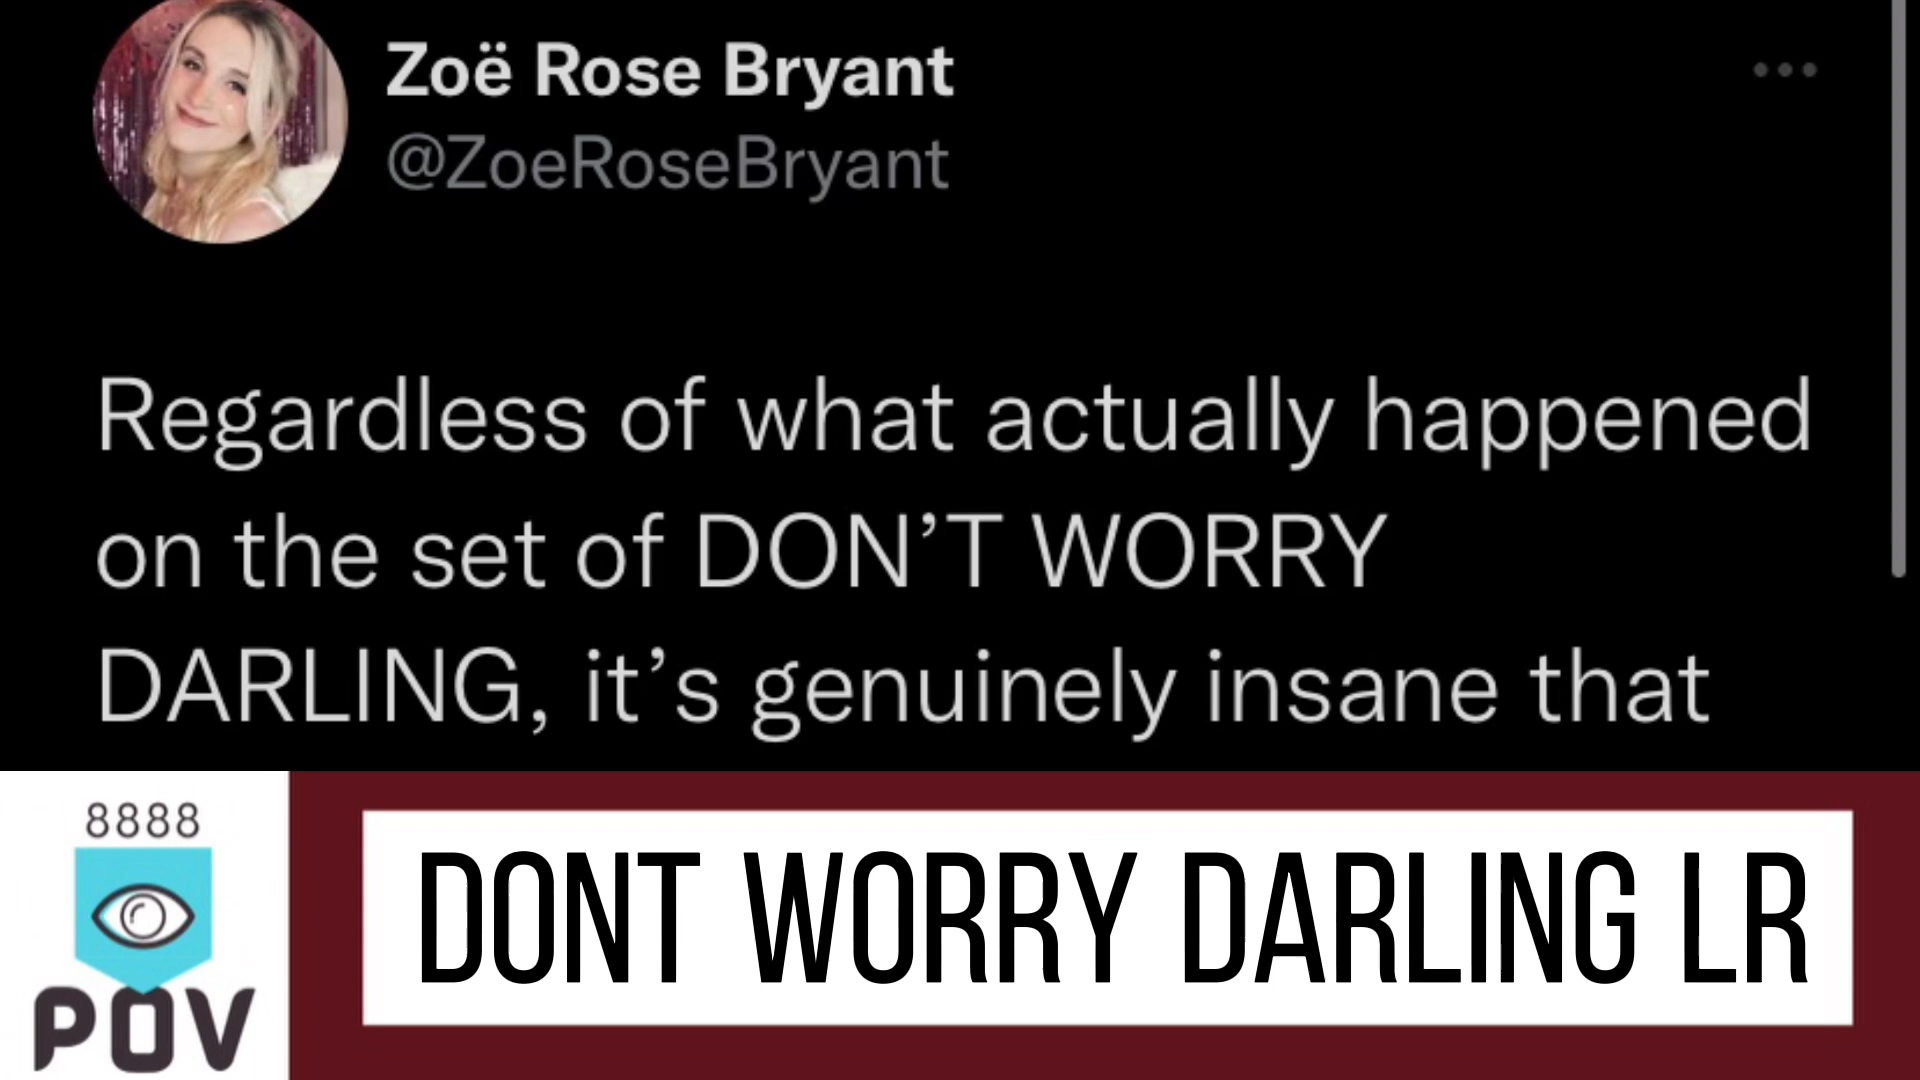 Zoë Rose Bryant
@ZoeRoseBryant
Regardless of what actually happened
on the set of DON’T WORRY
DARLING, it’s genuinely insane that
8888
POV
DONT WORRY DARLING LR